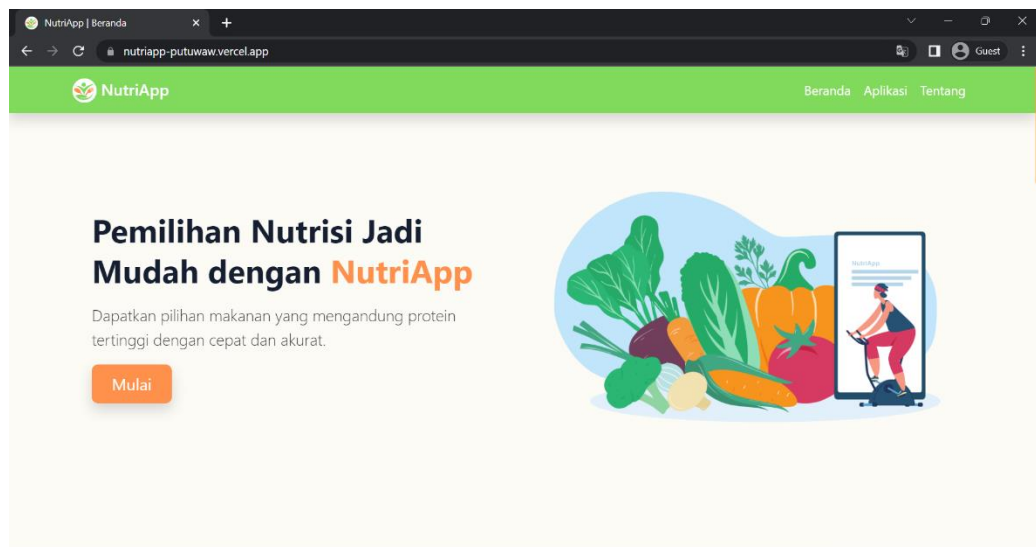 NutriApp | Beranda
nutriapp-putuwaw.vercel.app
Guest
NutriApp
Beranda Aplikasi Tentang
Pemilihan Nutrisi Jadi
Mudah dengan NutriApp
Dapatkan pilihan makanan yang mengandung protein
tertinggi dengan cepat dan akurat.
Mulai
NutriApp